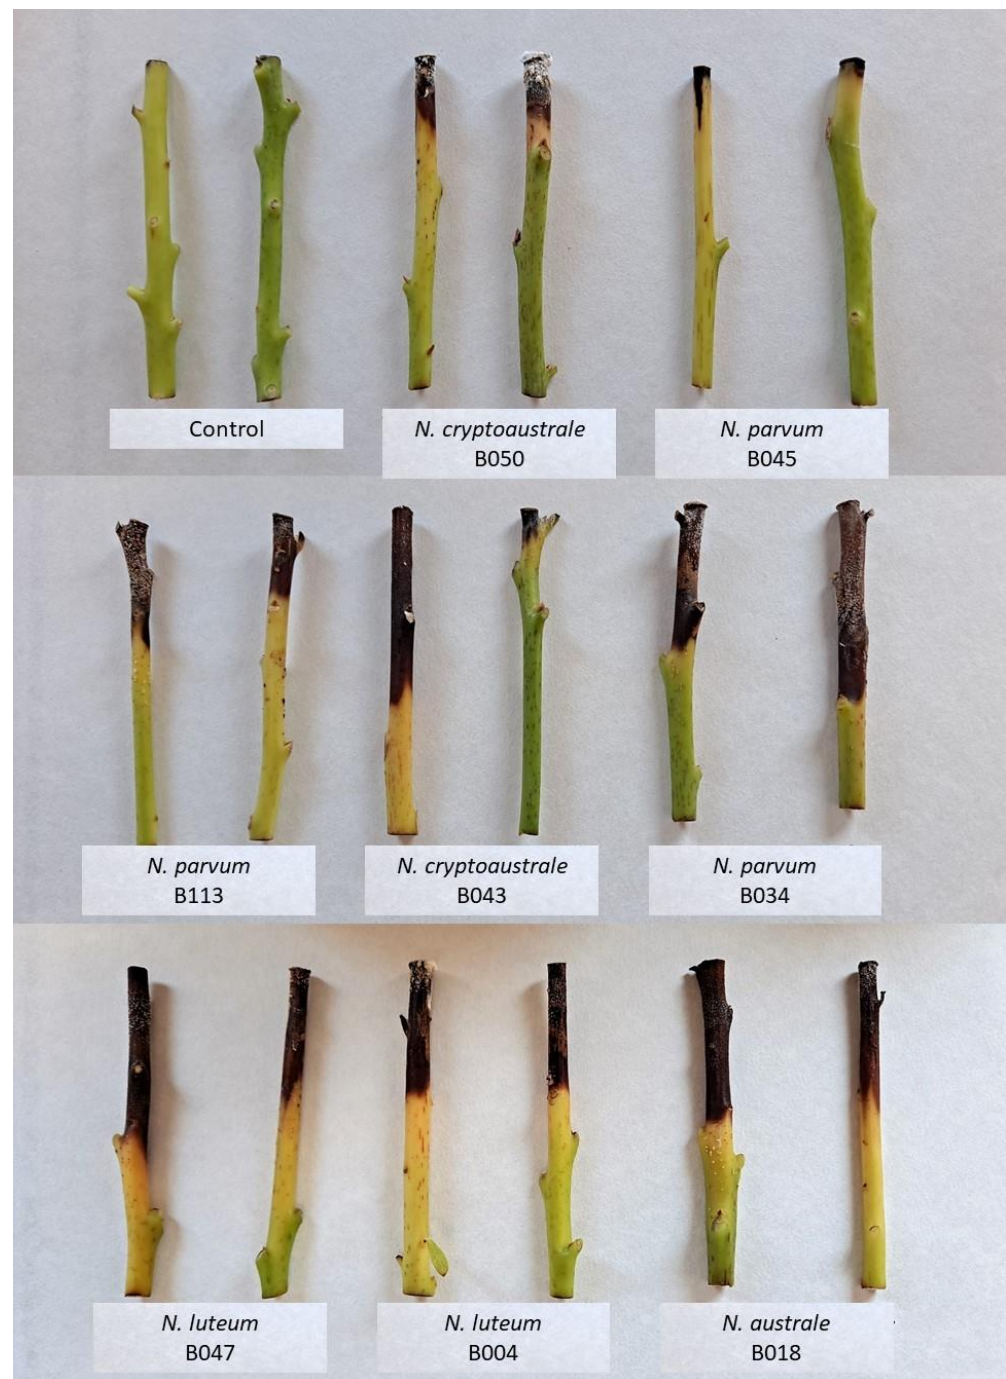 Control
N. cryptoaustrale
B050
N. parvum
B045
N. parvum
B113
N. cryptoaustrale
B043
N. parvum
B034
N. luteum
B047
N. luteum
B004
N. australe
B018